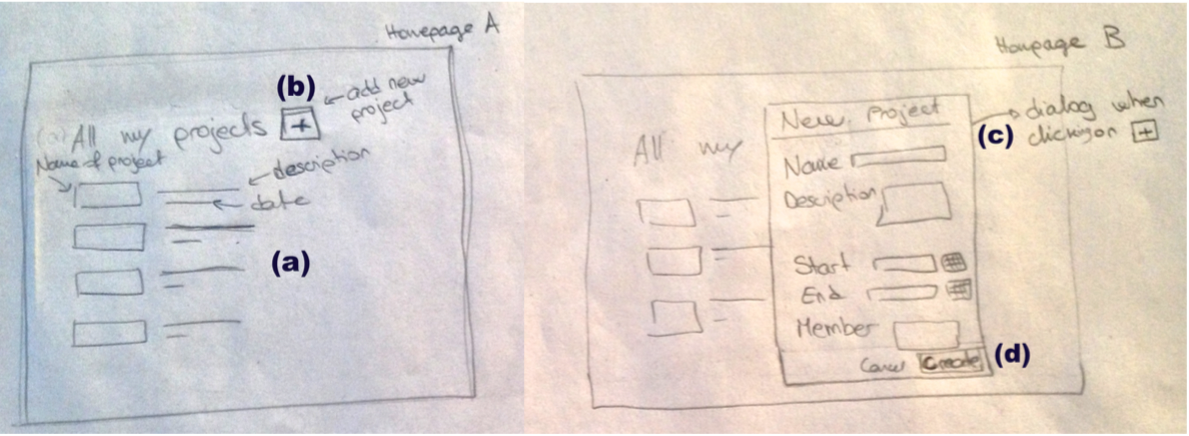 Homepage A
(b)
add new
project
All my projects +
Name of project
description
date
(a)
Hompage B
New Project
dialog when
clicking on +
(c)
All my
Name
Description
Start
End
Member
Cancel Create
(d)